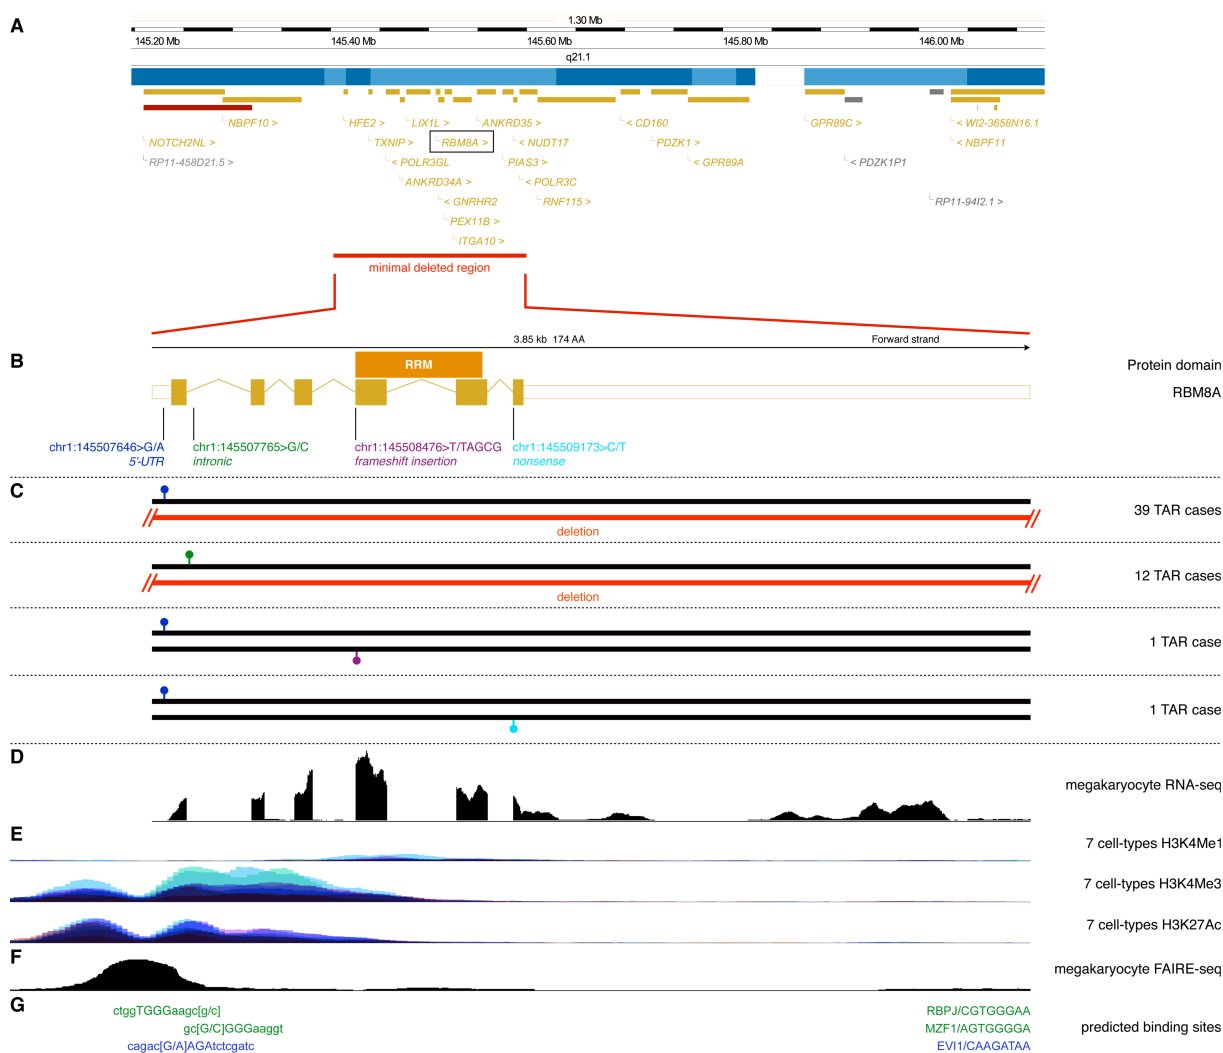 A
1.30 Mb
145.20 Mb 145.40 Mb 145.60 Mb 145.80 Mb 146.00 Mb
q21.1
NBPF10 > HFE2 > LIX1L > ANKRD35 > < CD160 GPR89C > < WI2-3658N16.1
NOTCH2NL > TXNIP > RBM8A > < NUDT17 PDZK1 > < NBPF11
RP11-458D21.5 > < POLR3GL PIAS3 > < GPR89A < PDZK1P1
ANKRD34A > < POLR3C
< GNRHR2 RNF115 > RP11-94I2.1 >
PEX11B >
ITGA10 >
minimal deleted region
3.85 kb 174 AA Forward strand
B
RRM Protein domain
RBM8A
chr1:145507646>G/A chr1:145507765>G/C chr1:145508476>T/TAGCG chr1:145509173>C/T
5'-UTR intronic frameshift insertion nonsense
C
39 TAR cases
deletion
12 TAR cases
deletion
1 TAR case
1 TAR case
D
megakaryocyte RNA-seq
E
7 cell-types H3K4Me1
7 cell-types H3K4Me3
7 cell-types H3K27Ac
F
megakaryocyte FAIRE-seq
G
ctggTGGGaagc[g/c] RBPJ/CGTGGGAA
gc[G/C]GGGaaggt MZF1/AGTGGGGA predicted binding sites
cagac[G/A]AGAtctcgatc EVI1/CAAGATAA